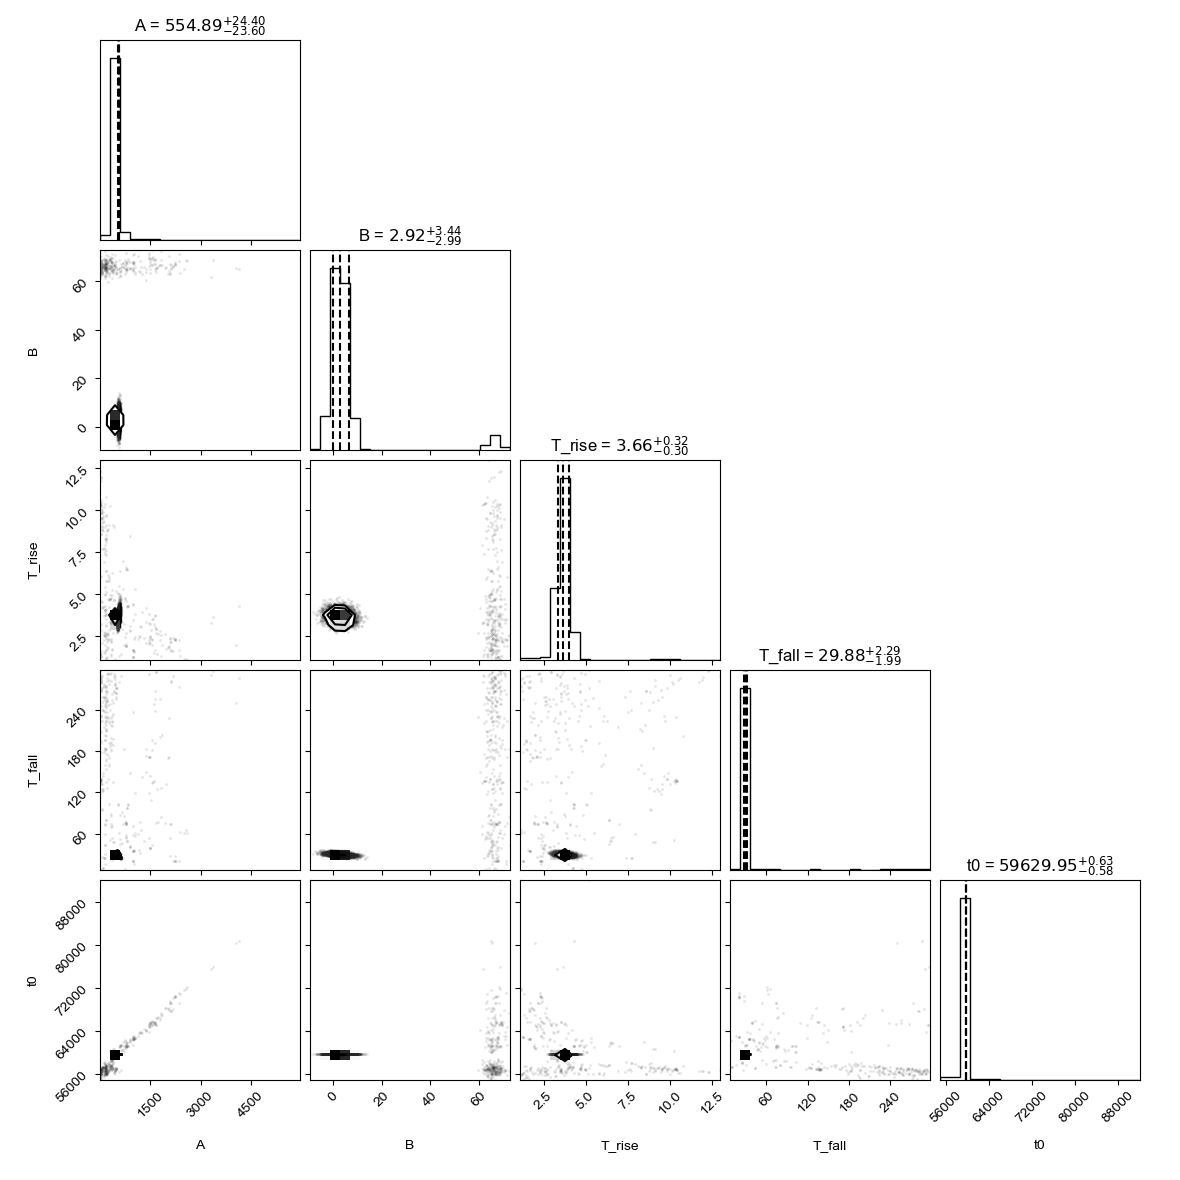 A = 554.89+24.40−23.60
B = 2.92+3.44−2.99
60
40
20
0
B
T_rise = 3.66+0.32−0.30
12.5
10.0
7.5
5.0
2.5
T_rise
T_fall = 29.88+2.29−1.99
240
180
120
60
T_fall
t0 = 59629.95+0.63−0.58
88000
80000
72000
64000
56000
t0
1500 3000 4500
0 20 40 60
2.5 5.0 7.5 10.0 12.5
60 120 180 240
56000 64000 72000 80000 88000
A B T_rise T_fall t0